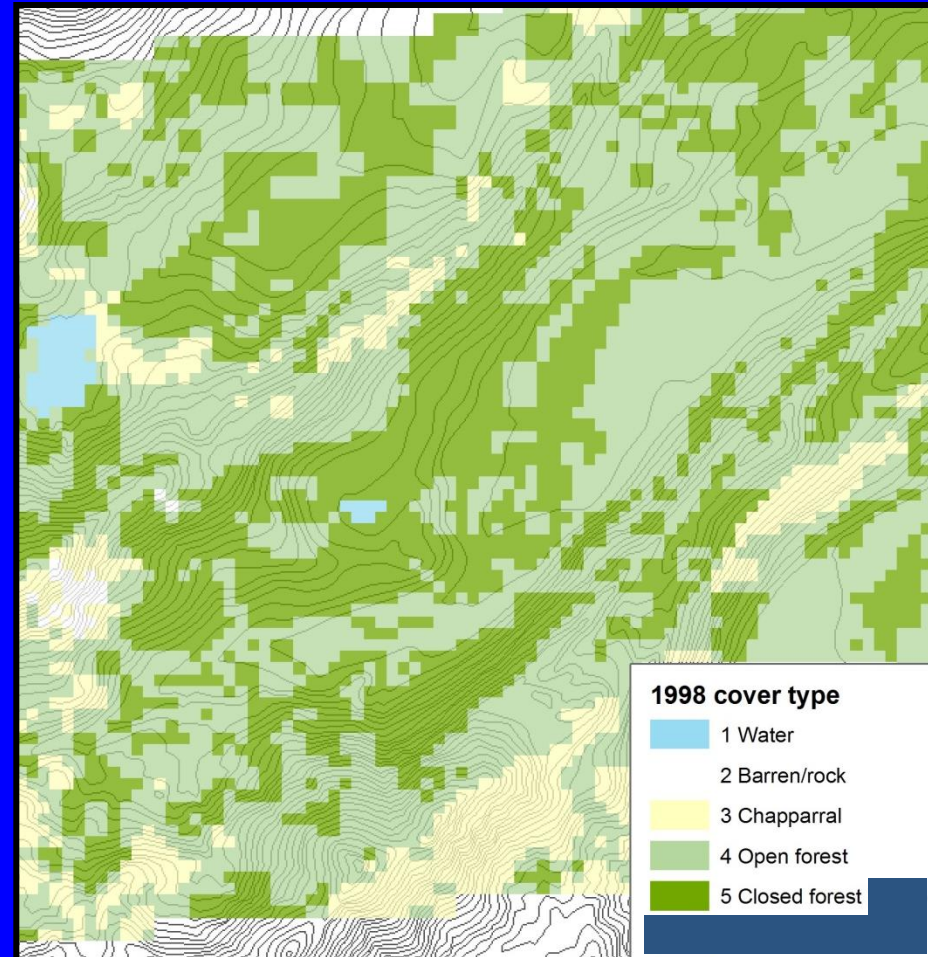 1998 cover type
1 Water
2 Barren/rock
3 Chapparral
4 Open forest
5 Closed forest